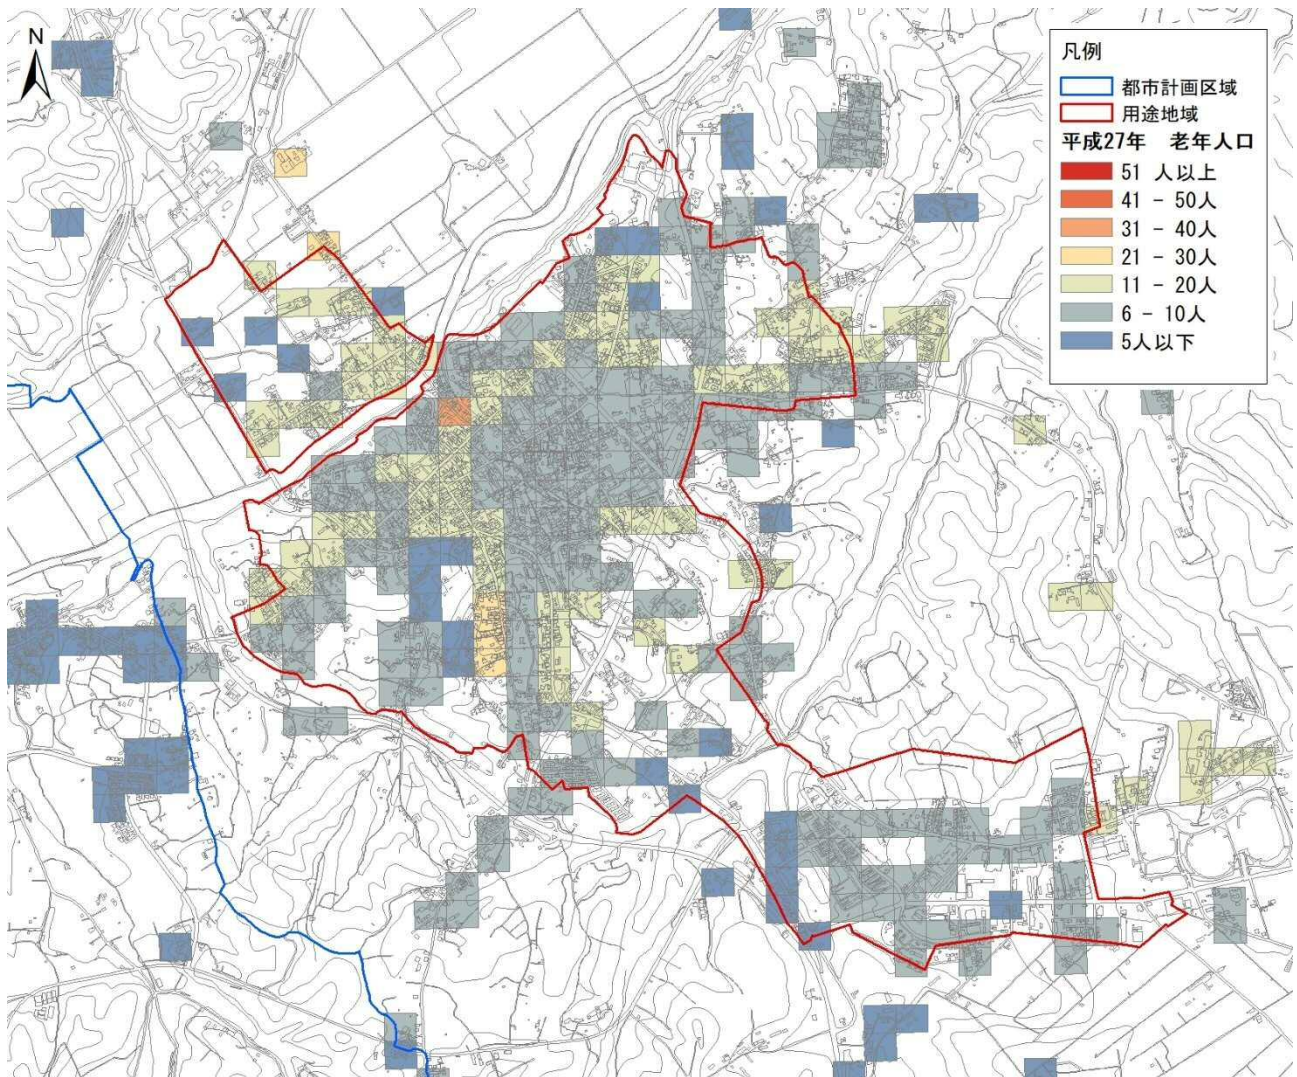 N
凡例
都市計画区域
用途地域
平成27年 老年人口
51 人以上
41 - 50人
31 - 40人
21 - 30人
11 - 20人
6 - 10人
5人以下